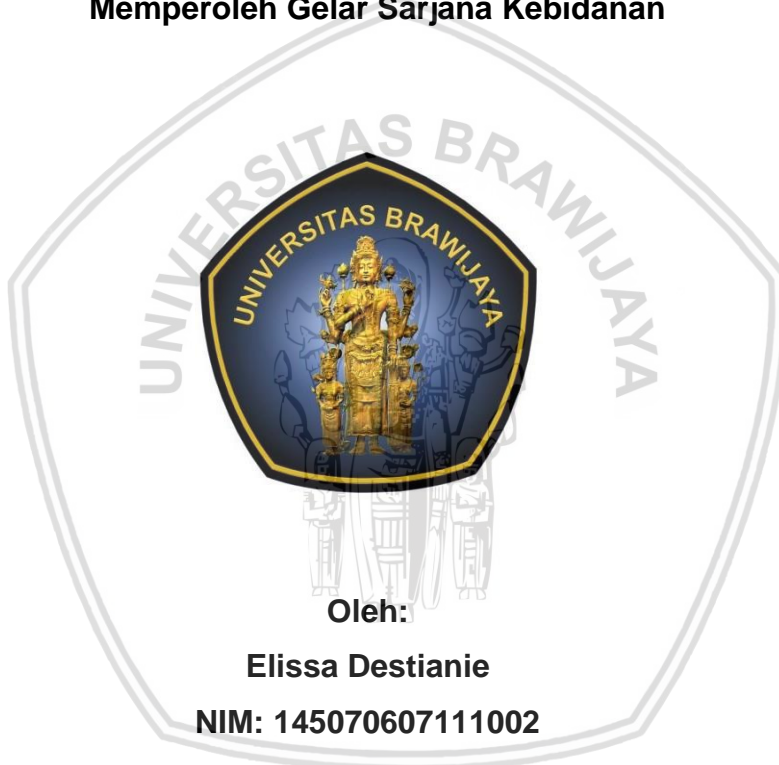 Memperoleh Gelar Sarjana Kebidanan
UNIVERSITAS BRAWIJAYA
UNIVERSITAS BRAWIJAYA
Oleh:
Elissa Destianie
NIM: 145070607111002